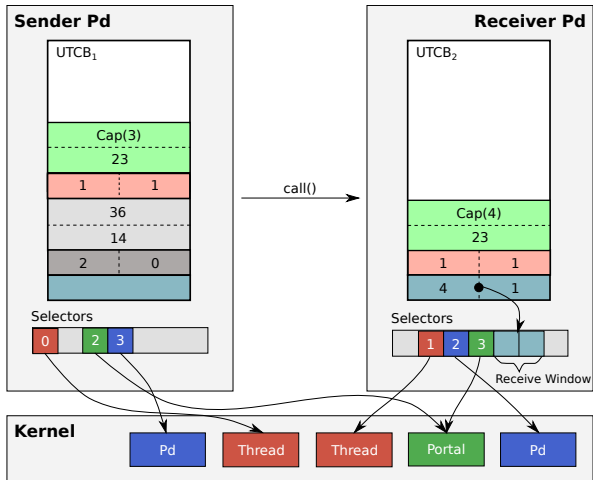 Sender Pd
UTCB1
Cap(3)
23
1 1
36
14
2 0
Selectors
0 2 3
call()
Receiver Pd
UTCB2
Cap(4)
23
1 1
4 1
Selectors
1 2 3
Receive Window
Kernel
Pd Thread Thread Portal Pd